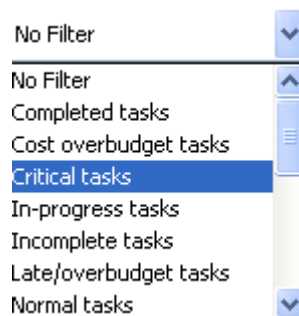 No Filter
No Filter
Completed tasks
Cost overbudget tasks
Critical tasks
In-progress tasks
Incomplete tasks
Late/overbudget tasks
Normal tasks